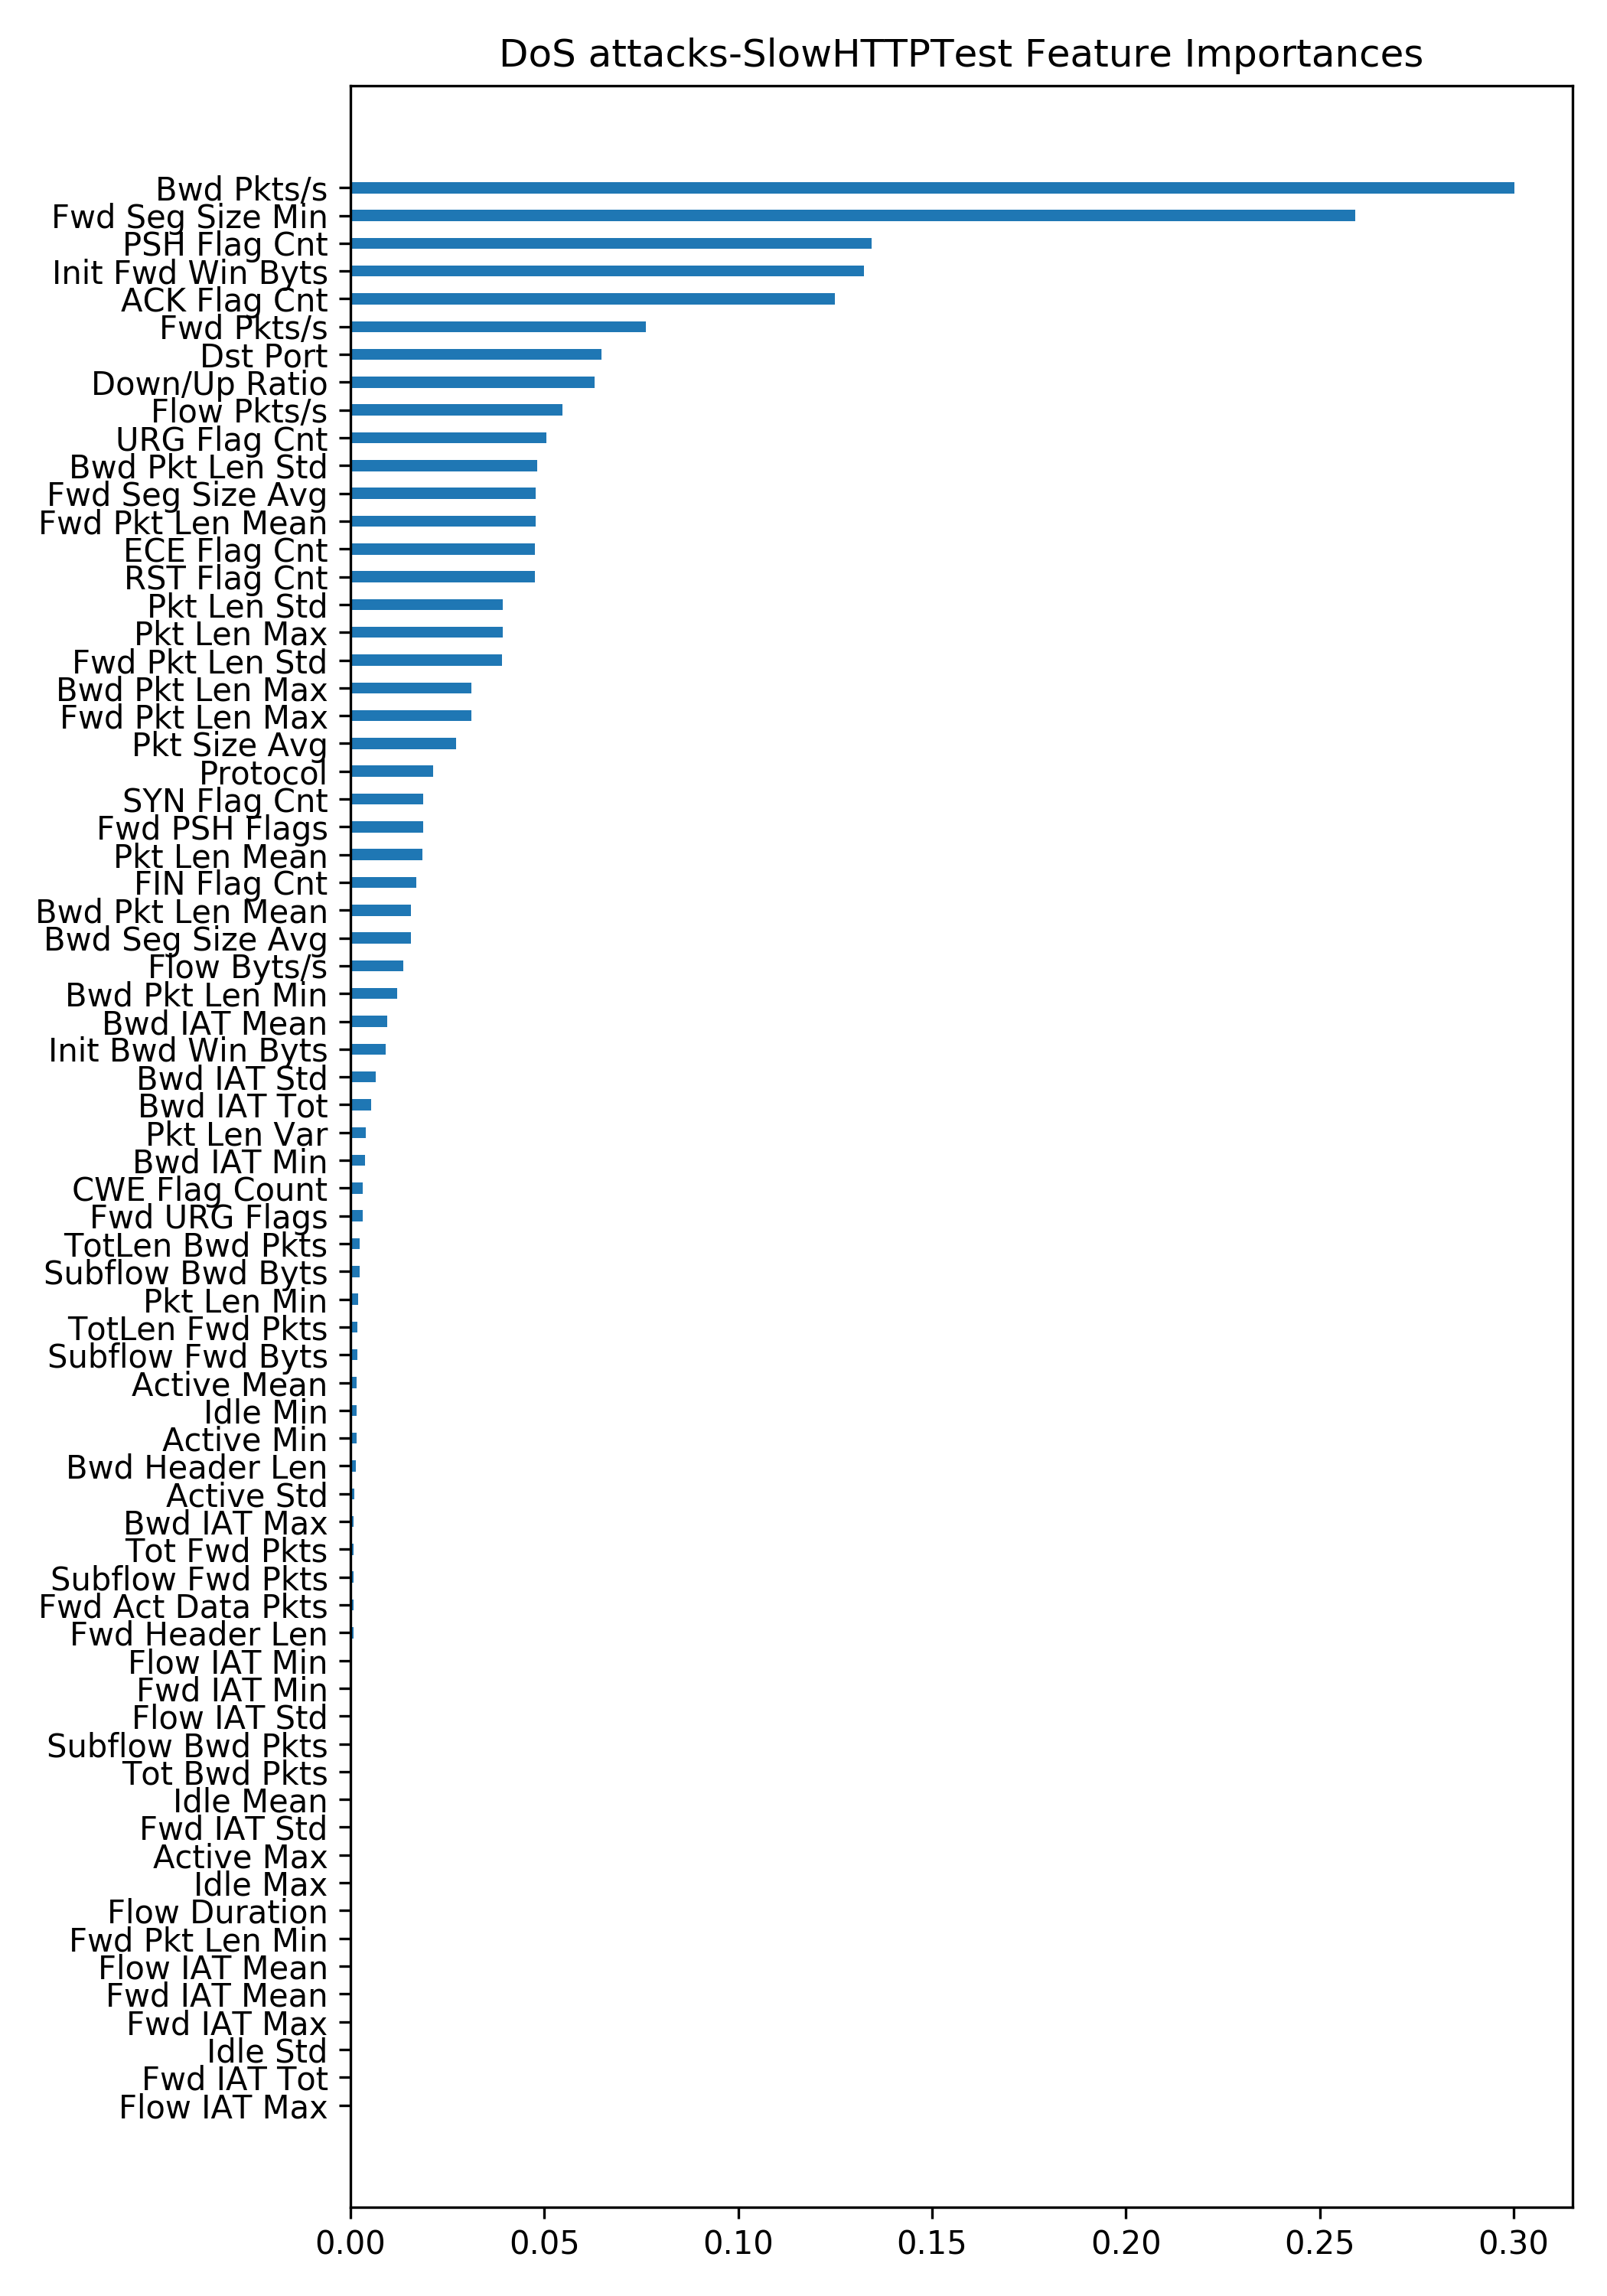 DoS attacks-SlowHTTPTest Feature Importances
Bwd Pkts/s
Fwd Seg Size Min
PSH Flag Cnt
Init Fwd Win Byts
ACK Flag Cnt
Fwd Pkts/s
Dst Port
Down/Up Ratio
Flow Pkts/s
URG Flag Cnt
Bwd Pkt Len Std
Fwd Seg Size Avg
Fwd Pkt Len Mean
ECE Flag Cnt
RST Flag Cnt
Pkt Len Std
Pkt Len Max
Fwd Pkt Len Std
Bwd Pkt Len Max
Fwd Pkt Len Max
Pkt Size Avg
Protocol
SYN Flag Cnt
Fwd PSH Flags
Pkt Len Mean
FIN Flag Cnt
Bwd Pkt Len Mean
Bwd Seg Size Avg
Flow Byts/s
Bwd Pkt Len Min
Bwd IAT Mean
Init Bwd Win Byts
Bwd IAT Std
Bwd IAT Tot
Pkt Len Var
Bwd IAT Min
CWE Flag Count
Fwd URG Flags
TotLen Bwd Pkts
Subflow Bwd Byts
Pkt Len Min
TotLen Fwd Pkts
Subflow Fwd Byts
Active Mean
Idle Min
Active Min
Bwd Header Len
Active Std
Bwd IAT Max
Tot Fwd Pkts
Subflow Fwd Pkts
Fwd Act Data Pkts
Fwd Header Len
Flow IAT Min
Fwd IAT Min
Flow IAT Std
Subflow Bwd Pkts
Tot Bwd Pkts
Idle Mean
Fwd IAT Std
Active Max
Idle Max
Flow Duration
Fwd Pkt Len Min
Flow IAT Mean
Fwd IAT Mean
Fwd IAT Max
Idle Std
Fwd IAT Tot
Flow IAT Max
0.00 0.05 0.10 0.15 0.20 0.25 0.30